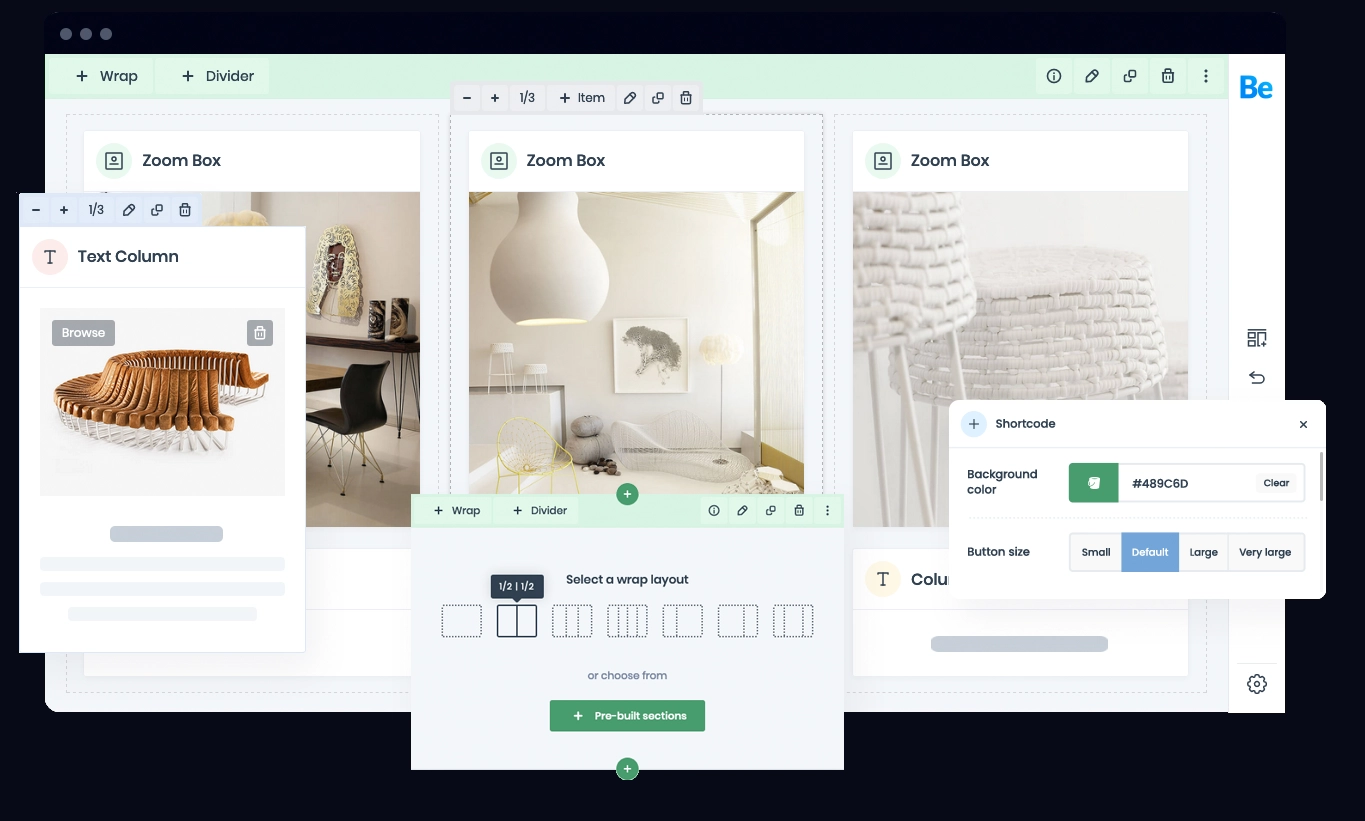 + Wrap + Divider
Be
− + 1/3 + Item
Zoom Box
Zoom Box
Zoom Box
− + 1/3
T Text Column
Browse
+ Shortcode ×
Background
color
#489C6D Clear
Button size Small Default Large Very large
+
+ Wrap + Divider
Select a wrap layout
1/2 | 1/2
T Colu
or choose from
+ Pre-built sections
+